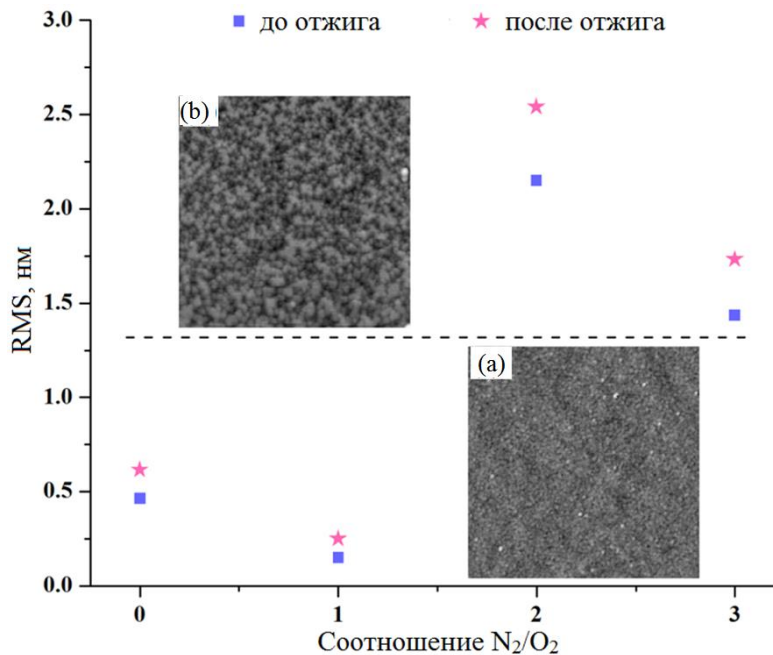 3.0
до отжига
после отжига
(b)
2.5
2.0
RMS, нм
1.5
(a)
1.0
0.5
0.0
0
1
2
3
Соотношение N₂/O₂